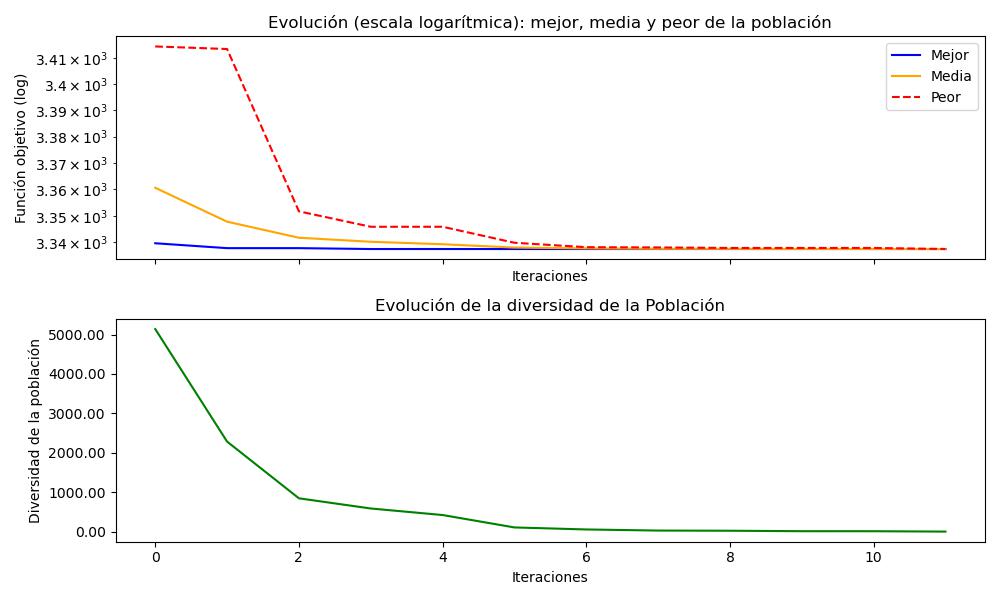 Evolución (escala logarítmica): mejor, media y peor de la población
Función objetivo (log)
3.41 × 10³
3.4 × 10³
3.39 × 10³
3.38 × 10³
3.37 × 10³
3.36 × 10³
3.35 × 10³
3.34 × 10³
Mejor
Media
Peor
Iteraciones
Evolución de la diversidad de la Población
Diversidad de la población
5000.00
4000.00
3000.00
2000.00
1000.00
0.00
0 2 4 6 8 10
Iteraciones